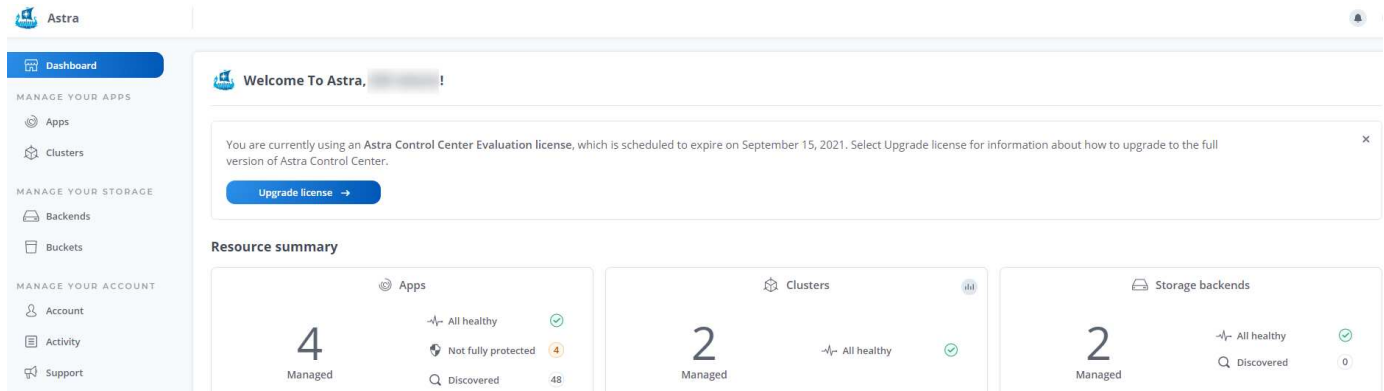 Astra
Dashboard
MANAGE YOUR APPS
Apps
Clusters
MANAGE YOUR STORAGE
Backends
Buckets
MANAGE YOUR ACCOUNT
Account
Activity
Support
Welcome To Astra, !
You are currently using an Astra Control Center Evaluation license, which is scheduled to expire on September 15, 2021. Select Upgrade license for information about how to upgrade to the full
version of Astra Control Center.
Upgrade license →
Resource summary
Apps
4
Managed
All healthy
Not fully protected 4
Discovered 48
Clusters
2
Managed
All healthy
Storage backends
2
Managed
All healthy
Discovered 0